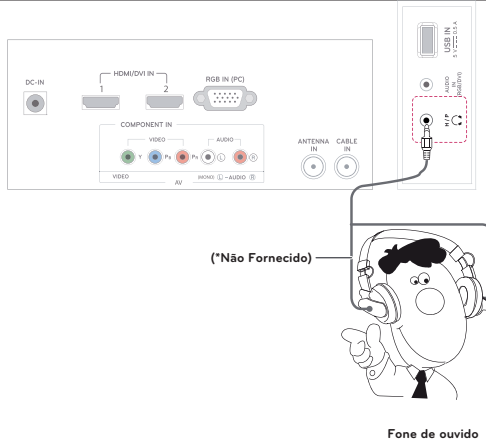 DC-IN
HDMI/DVI IN
1 2
RGB IN (PC)
COMPONENT IN
VIDEO AUDIO
Y PB PR L R
VIDEO AV (MONO) L -AUDIO R
ANTENNA IN
CABLE IN
USB IN
5 V 0.5 A
AUDIO IN
(RGB/DVI)
H/P
(*Não Fornecido)
Fone de ouvido